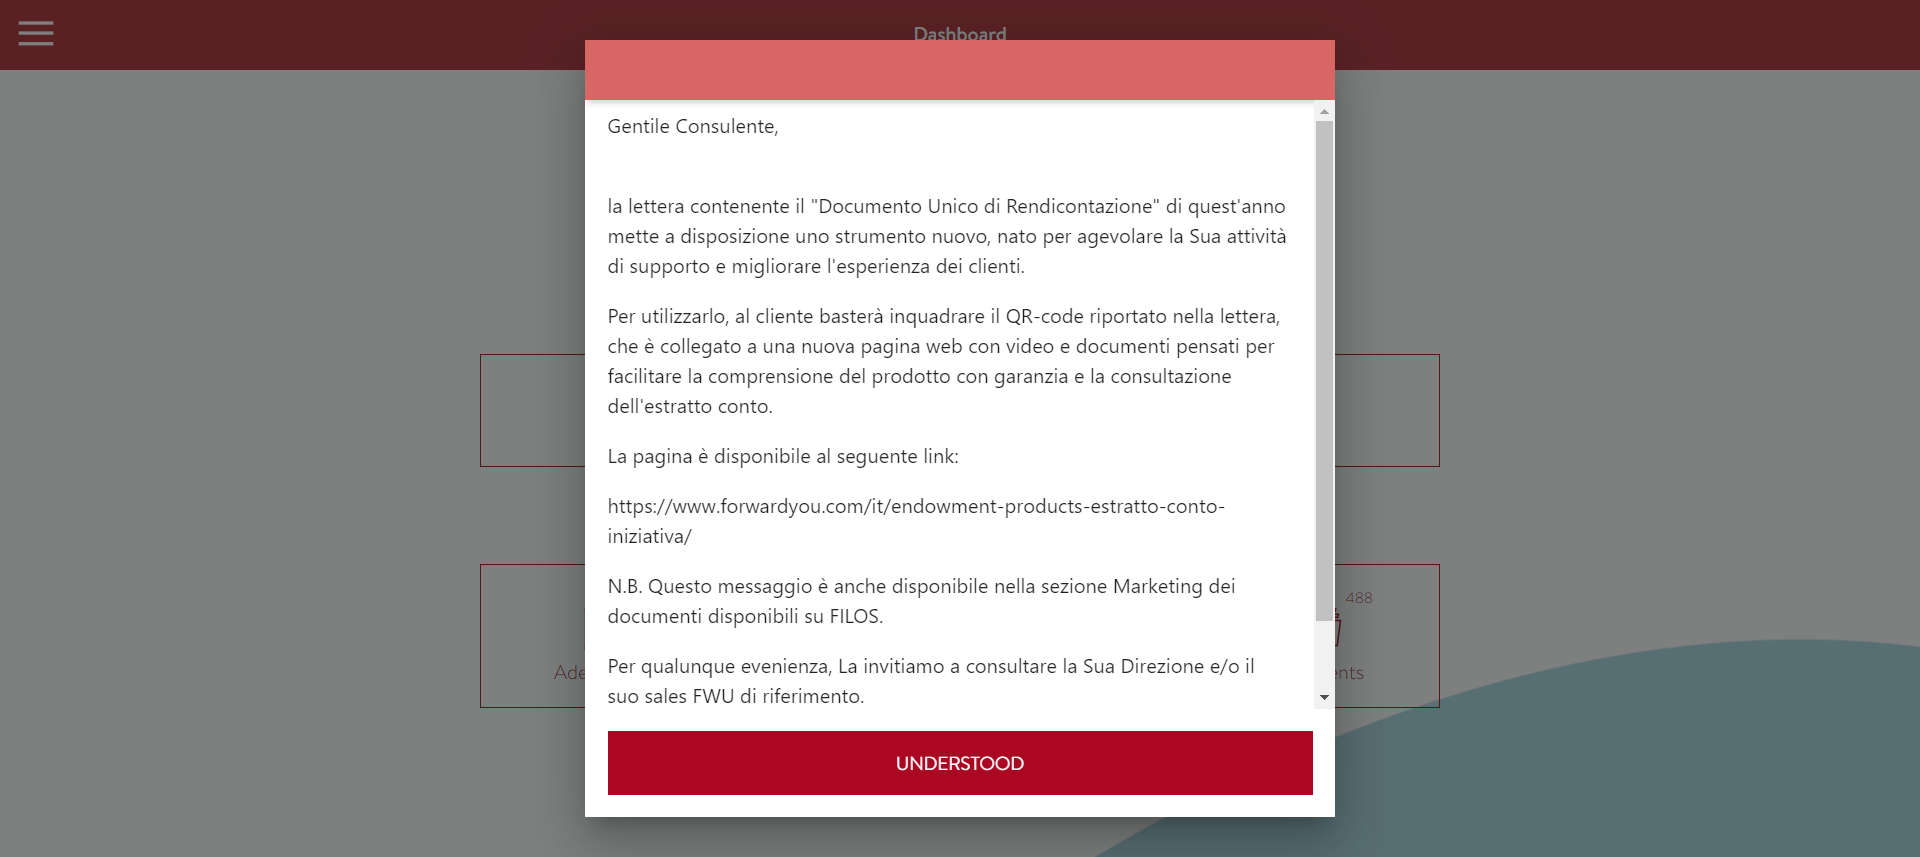 Dashboard
Gentile Consulente,
la lettera contenente il "Documento Unico di Rendicontazione" di quest'anno
mette a disposizione uno strumento nuovo, nato per agevolare la Sua attività
di supporto e migliorare l'esperienza dei clienti.
Per utilizzarlo, al cliente basterà inquadrare il QR-code riportato nella lettera,
che è collegato a una nuova pagina web con video e documenti pensati per
facilitare la comprensione del prodotto con garanzia e la consultazione
dell'estratto conto.
La pagina è disponibile al seguente link:
https://www.forwardyou.com/it/endowment-products-estratto-conto-
iniziativa/
N.B. Questo messaggio è anche disponibile nella sezione Marketing dei
documenti disponibili su FILOS.
Per qualunque evenienza, La invitiamo a consultare la Sua Direzione e/o il
suo sales FWU di riferimento.
UNDERSTOOD
488